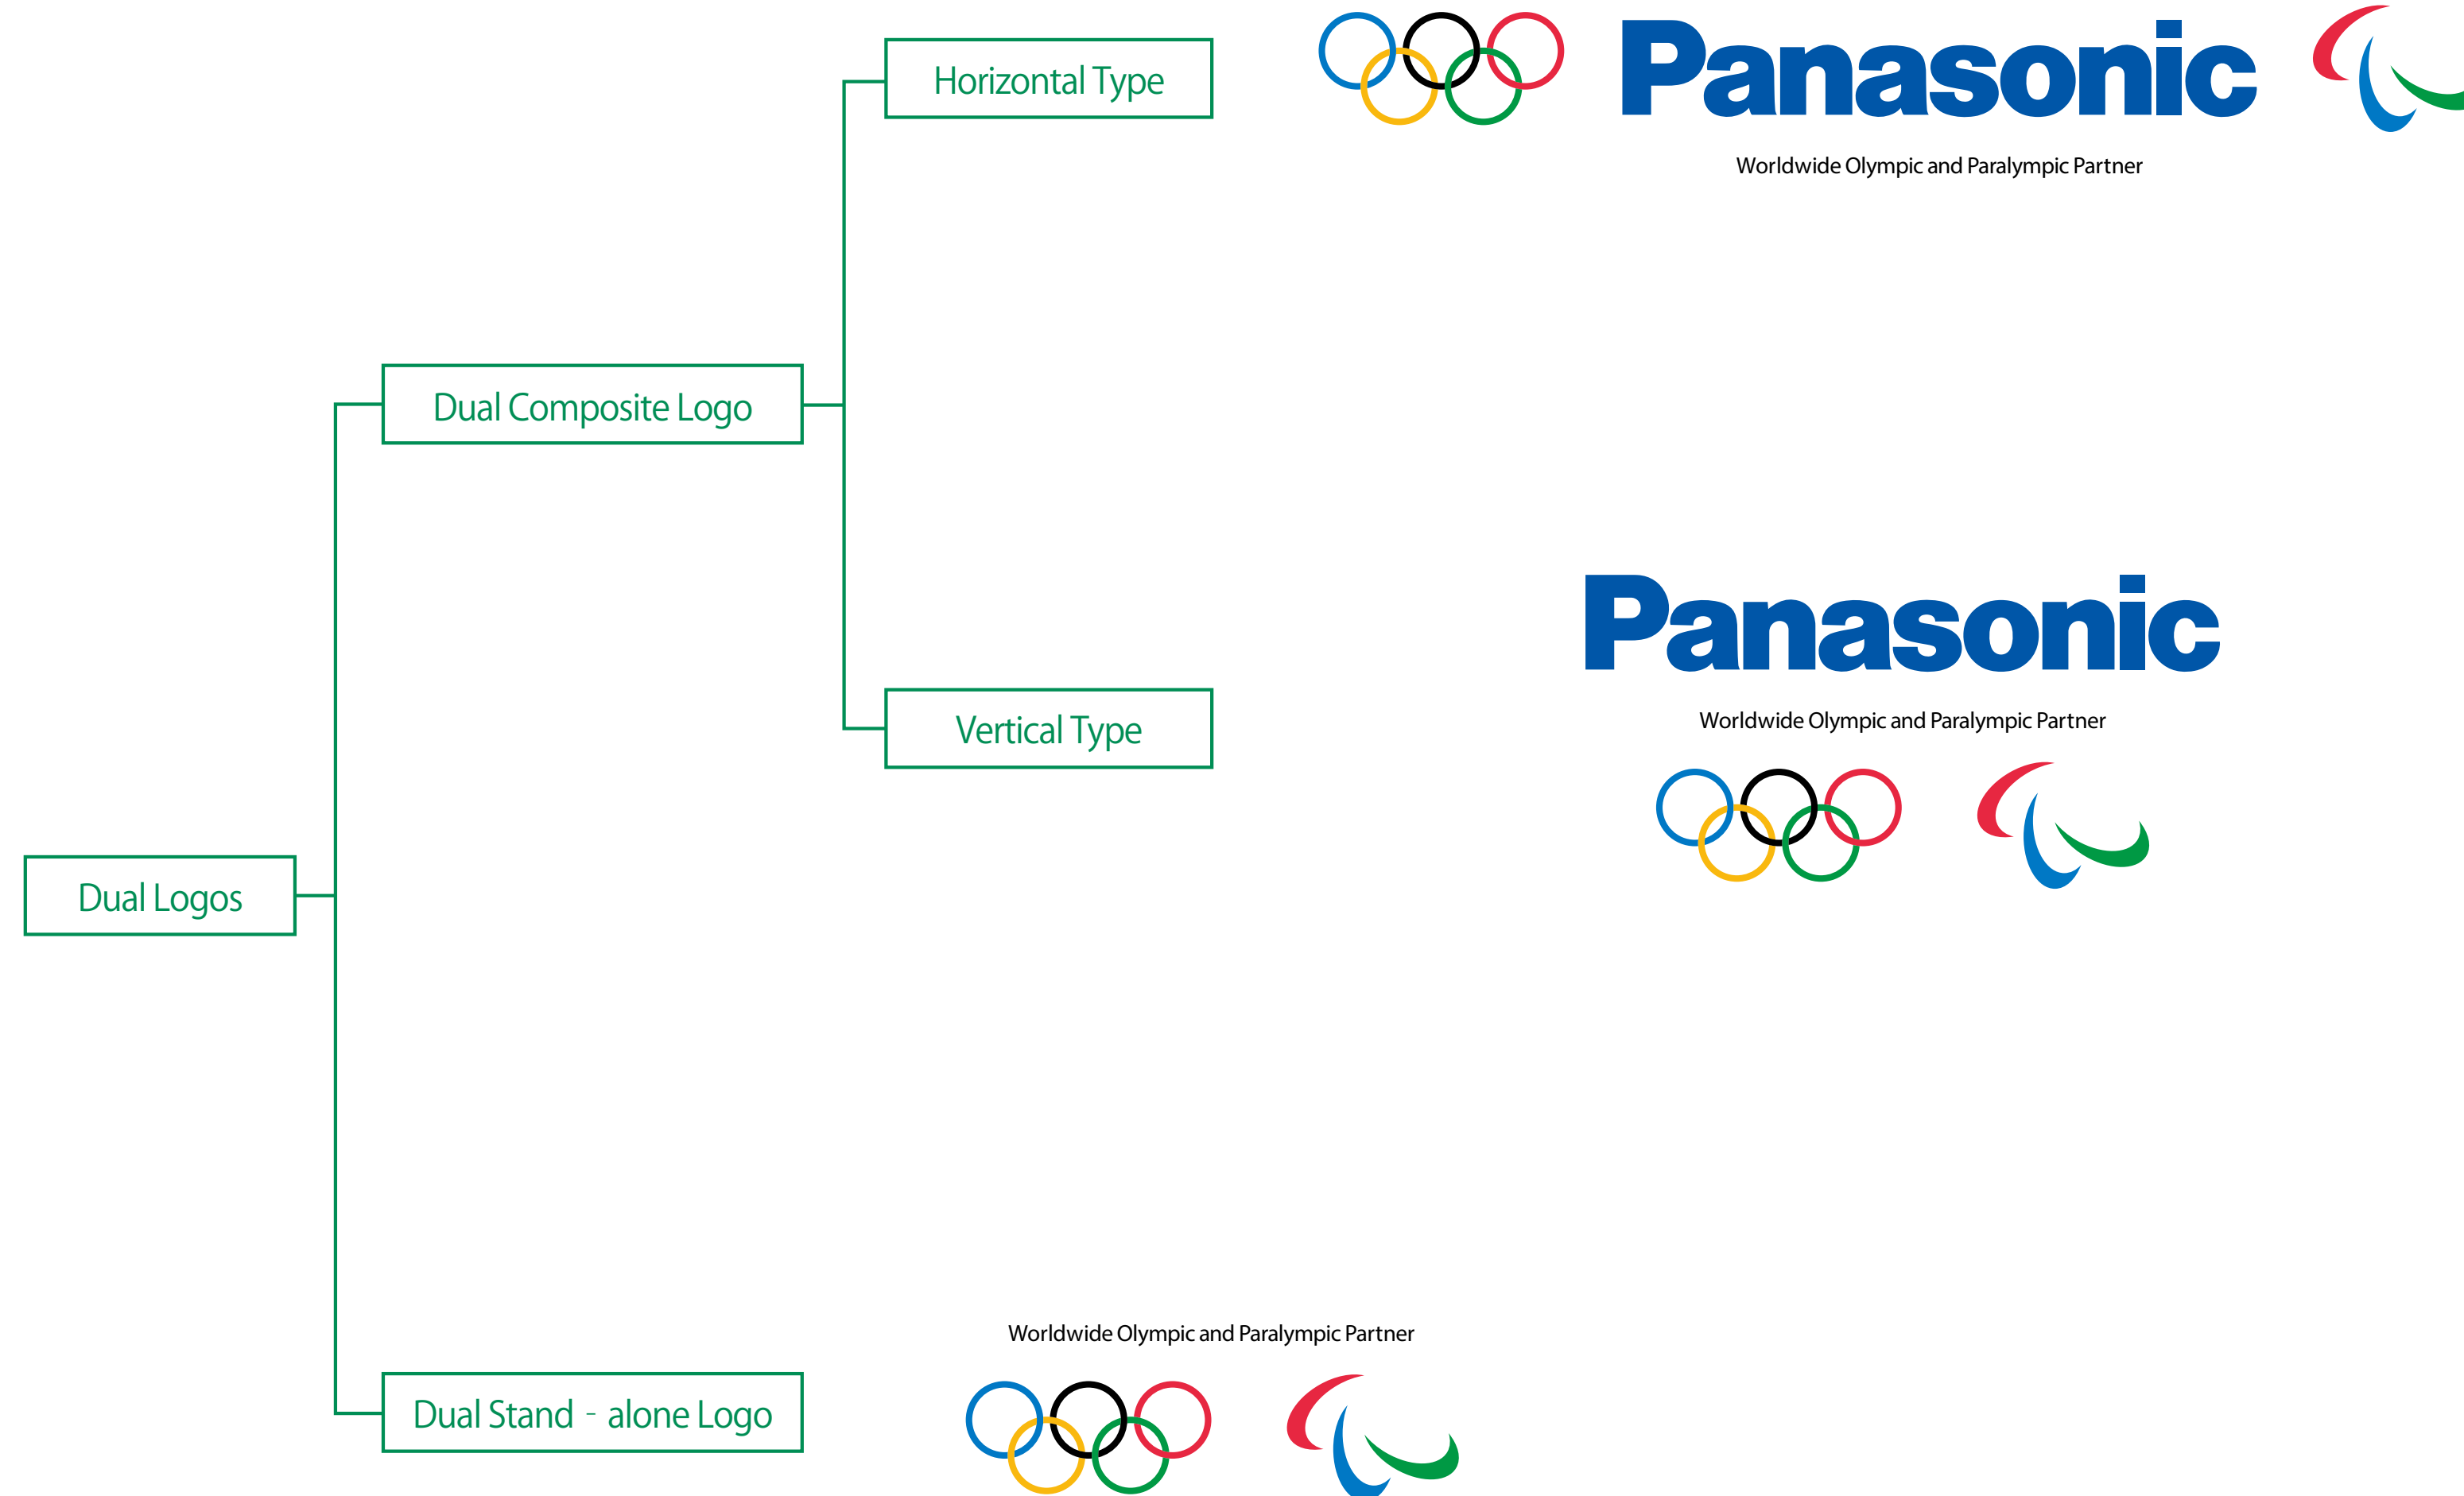 Horizontal Type
Panasonic
Worldwide Olympic and Paralympic Partner
Dual Composite Logo
Panasonic
Vertical Type
Worldwide Olympic and Paralympic Partner
Dual Logos
Worldwide Olympic and Paralympic Partner
Dual Stand - alone Logo